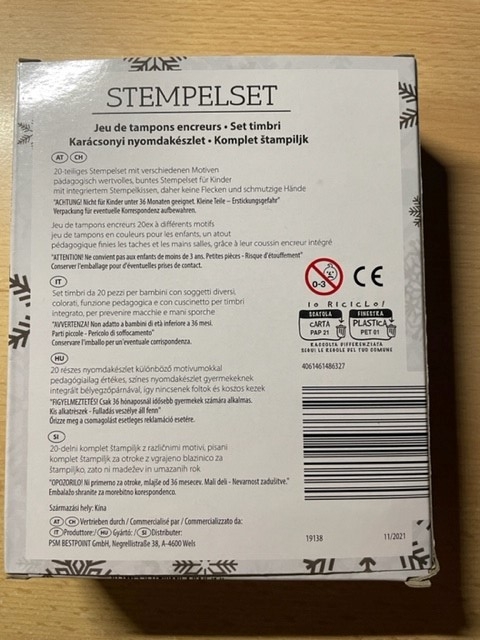 STEMPELSET
Jeu de tampons encreurs • Set timbri
Karácsonyi nyomdakészlet • Komplet štampiljk
AT CH
20-teiliges Stempelset mit verschiedenen Motiven
pädagogisch wertvolles, buntes Stempelset für Kinder
mit integriertem Stempelkissen, daher keine Flecken und schmutzige Hände
"ACHTUNG! Nicht für Kinder unter 36 Monaten geeignet. Kleine Teile – Erstickungsgefahr"
Verpackung für eventuelle Korrespondenz aufbewahren.
Jeu de tampons encreurs 20ex à différents motifs
jeu de tampons en couleurs pour les enfants, un atout
pédagogique finies les taches et les mains salles, grâce à leur coussin encreur intégré
"ATTENTION! Ne convient pas aux enfants de moins de 3 ans. Petites pièces - Risque d'étouffement"
Conserver l'emballage pour d'éventuelles prises de contact.
IT
Set timbri da 20 pezzi per bambini con soggetti diversi,
colorati, funzione pedagogica e con cuscinetto per timbri
integrato, per prevenire macchie e mani sporche
"AVVERTENZA! Non adatto a bambini di età inferiore a 36 mesi.
Parti piccole - Pericolo di soffocamento"
Conservare l'imballo per un'eventuale corrispondenza.
0-3
CE
IO RICICLO!
SCATOLA
CARTA
PAP 21
FINESTRA
PLASTICA
PET 01
RACCOLTA DIFFERENZIATA
SEGUI LE REGOLE DEL TUO COMUNE
4061461486327
HU
20 részes nyomdakészlet különböző motívumokkal
pedagógiailag értékes, színes nyomdakészlet gyermekeknek
integrált bélyegzőpárnával, így nincsenek foltok és koszos kezek
"FIGYELMEZTETÉS! Csak 36 hónaposnál idősebb gyermekek számára alkalmas.
Kis alkatrészek - Fulladás veszélye áll fenn"
Őrizze meg a csomagolást esetleges reklamáció esetére.
SI
20-delni komplet štampiljk z različnimi motivi, pisani
komplet štampiljk za otroke z vgrajeno blazinico za
štampiljko, zato ni madežev in umazanih rok
"OPOZORILO! Ni primerno za otroke, mlajše od 36 mesecev. Mali deli - Nevarnost zadušitve."
Embalažo shranite za morebitno korespondenco.
Származási hely: Kína
AT CH Vertrieben durch / Commercialisé par / Commercializzato da:
IT Produttore:/ HU Gyártó: / SI Distributer:
PSM BESTPOINT GmbH, Negrellistraße 38, A-4600 Wels
19138
11/2021